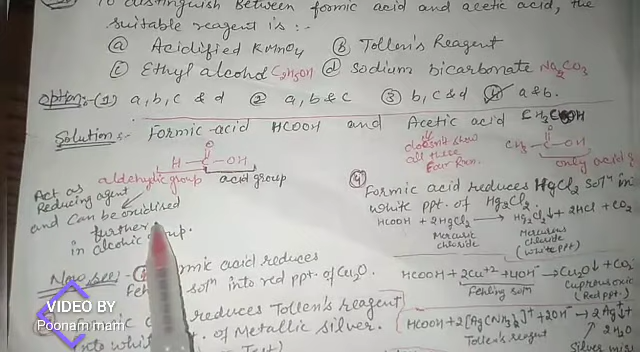 To distinguish between formic acid and acetic acid, the
suitable reagent is :-
(a) Acidified KMnO4 (b) Tollen's Reagent
(c) Ethyl alcohol C2H5OH (d) sodium bicarbonate Na2CO3
Option:-(1) a, b, c & d (2) a, b & c (3) b, c & d (4) a & b.
Solution:- Formic-acid HCOOH and Acetic acid CH3COOH
H - C - OH
O
doesn't show all these four Rxn.
CH3 - C - OH
O
aldehydic group acid group
only acid
Act as
Reducing agent
and can be oxidised
further
in alcoholic group.
(4) Formic acid reduces HgCl2 soln in
white ppt. of Hg2Cl2.
HCOOH + 2HgCl2 → Hg2Cl2↓ + 2HCl + CO2
Mercuric chloride
Mercurous chloride (white ppt)
Now see:- acid reduces
soln into red ppt. of Cu2O.
HCOOH + 2Cu+2 + 4OH- → Cu2O↓ + CO2
Fehling soln
Cuprous oxide (Red ppt.)
reduces Tollen's reagent
into of Metallic silver.
HCOOH + 2[Ag(NH3)2]+ + 2OH- → 2Ag↓
Tollen's reagent
2H2O
Silver
VIDEO BY
Poonam mam